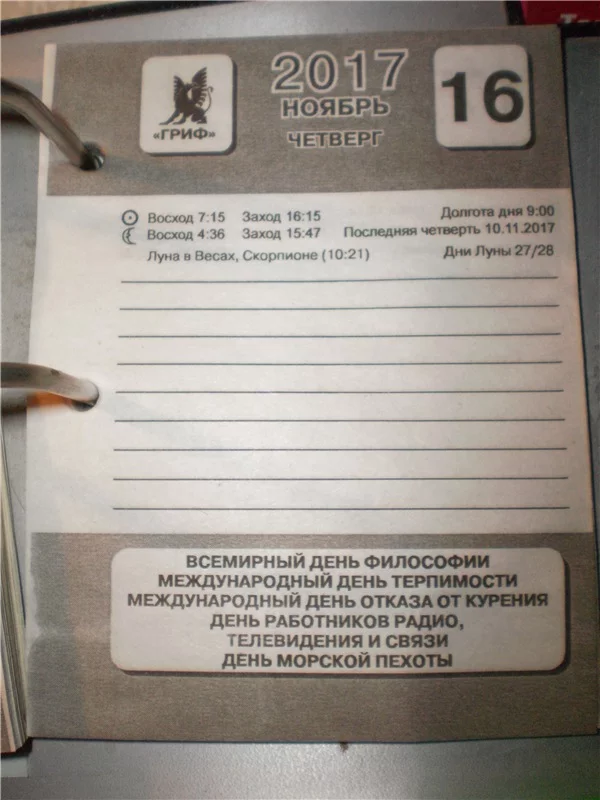 2017
НОЯБРЬ
ЧЕТВЕРГ
16
«ГРИФ»
Восход 7:15 Заход 16:15 Долгота дня 9:00
Восход 4:36 Заход 15:47 Последняя четверть 10.11.2017
Луна в Весах, Скорпионе (10:21) Дни Луны 27/28
ВСЕМИРНЫЙ ДЕНЬ ФИЛОСОФИИ
МЕЖДУНАРОДНЫЙ ДЕНЬ ТЕРПИМОСТИ
МЕЖДУНАРОДНЫЙ ДЕНЬ ОТКАЗА ОТ КУРЕНИЯ
ДЕНЬ РАБОТНИКОВ РАДИО,
ТЕЛЕВИДЕНИЯ И СВЯЗИ
ДЕНЬ МОРСКОЙ ПЕХОТЫ